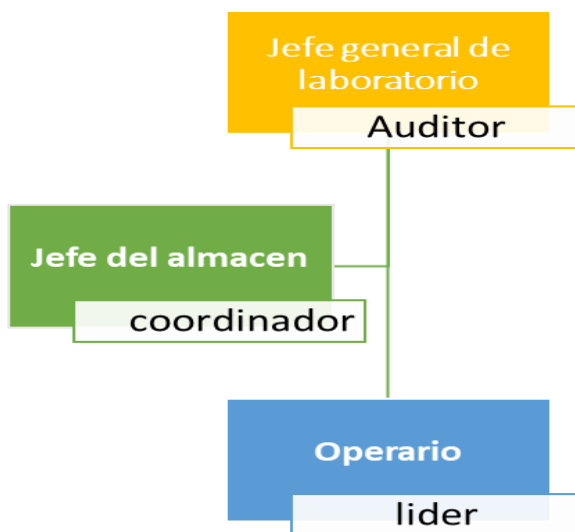 Jefe general de
laboratorio
Auditor
Jefe del almacen
coordinador
Operario
lider